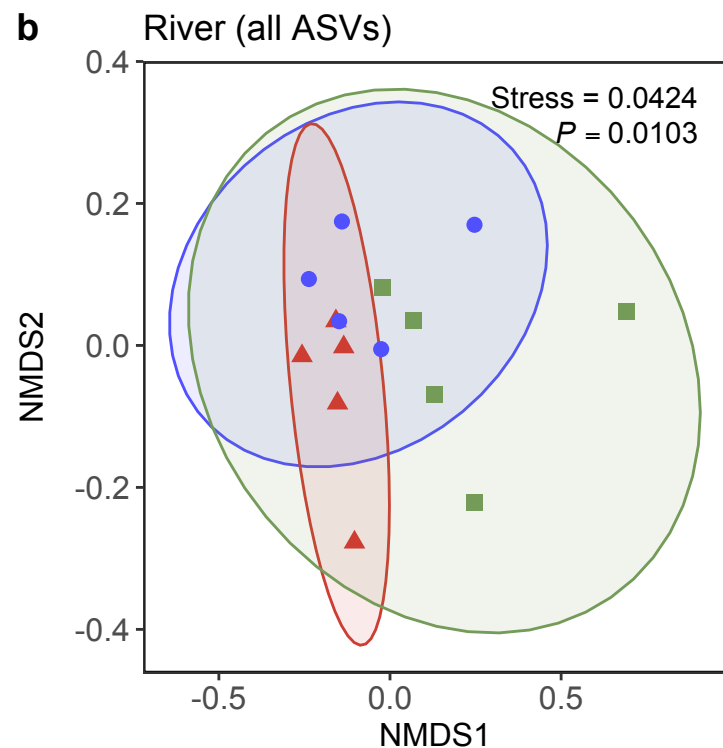 b River (all ASVs)
Stress = 0.0424
P = 0.0103
0.4
0.2
0.0
-0.2
-0.4
NMDS2
-0.5 0.0 0.5
NMDS1